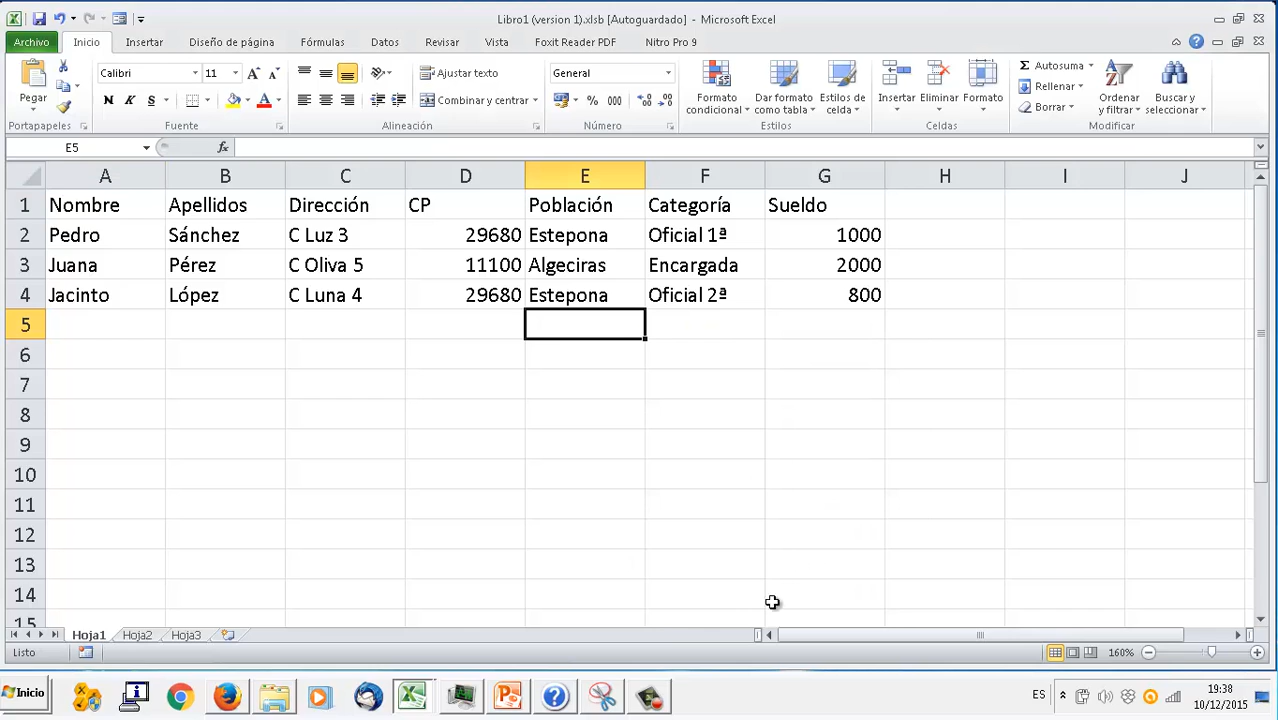 Libro1 (version 1).xlsb [Autoguardado] - Microsoft Excel
Archivo Inicio Insertar Diseño de página Fórmulas Datos Revisar Vista Foxit Reader PDF Nitro Pro 9
Pegar
Portapapeles
Calibri 11
N K S
Fuente
Ajustar texto
Combinar y centrar
Alineación
General
% 000
Número
Formato condicional
Dar formato como tabla
Estilos de celda
Estilos
Insertar
Eliminar
Formato
Celdas
Σ Autosuma
Rellenar
Borrar
Ordenar y filtrar
Buscar y seleccionar
Modificar
E5 fx
A B C D E F G H I J
1 Nombre Apellidos Dirección CP Población Categoría Sueldo
2 Pedro Sánchez C Luz 3 29680 Estepona Oficial 1ª 1000
3 Juana Pérez C Oliva 5 11100 Algeciras Encargada 2000
4 Jacinto López C Luna 4 29680 Estepona Oficial 2ª 800
5
6
7
8
9
10
11
12
13
14
15
Hoja1 Hoja2 Hoja3
Listo 160%
Inicio ES 19:38
10/12/2015